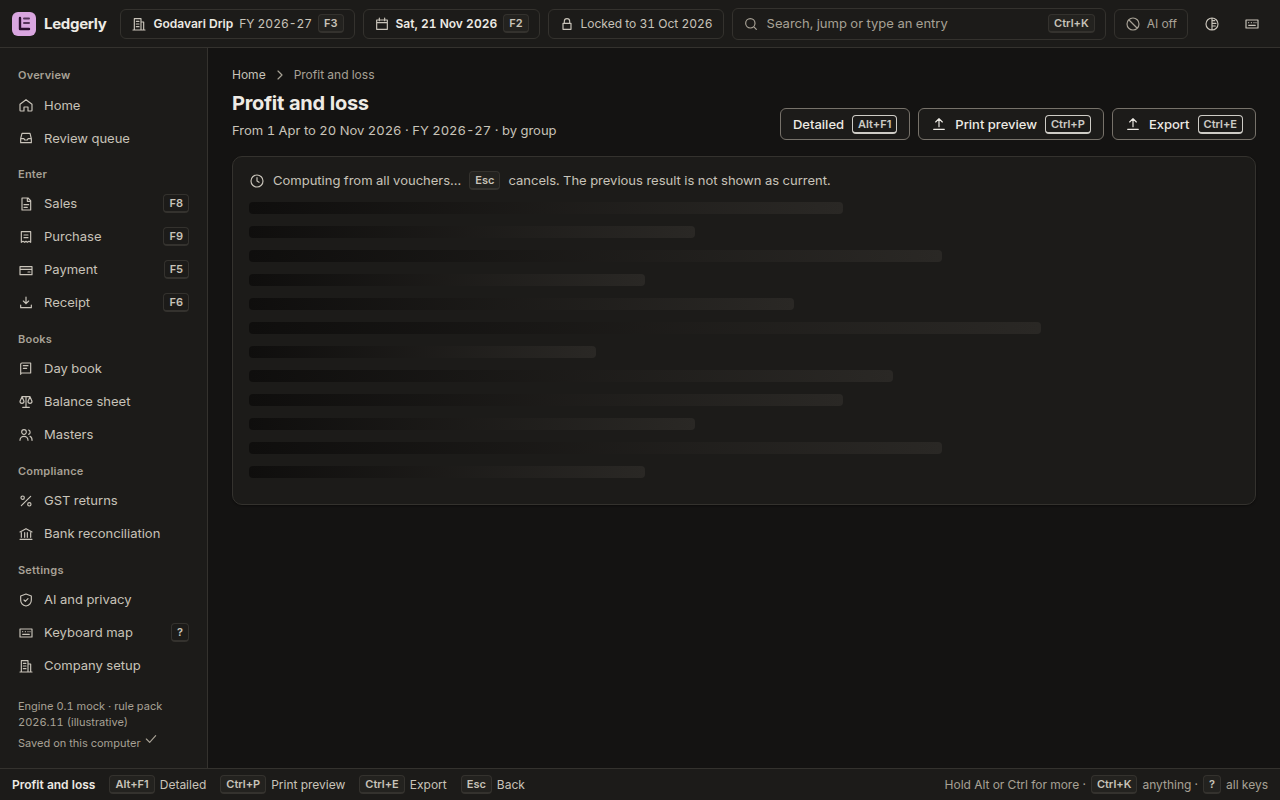 Ledgerly
Godavari Drip FY 2026-27 F3
Sat, 21 Nov 2026 F2
Locked to 31 Oct 2026
Search, jump or type an entry Ctrl+K
AI off
Overview
Home
Review queue
Enter
Sales F8
Purchase F9
Payment F5
Receipt F6
Books
Day book
Balance sheet
Masters
Compliance
GST returns
Bank reconciliation
Settings
AI and privacy
Keyboard map ?
Company setup
Engine 0.1 mock · rule pack
2026.11 (illustrative)
Saved on this computer
Home > Profit and loss
Profit and loss
From 1 Apr to 20 Nov 2026 · FY 2026-27 · by group
Detailed Alt+F1
Print preview Ctrl+P
Export Ctrl+E
Computing from all vouchers... Esc cancels. The previous result is not shown as current.
Profit and loss Alt+F1 Detailed Ctrl+P Print preview Ctrl+E Export Esc Back
Hold Alt or Ctrl for more · Ctrl+K anything · ? all keys